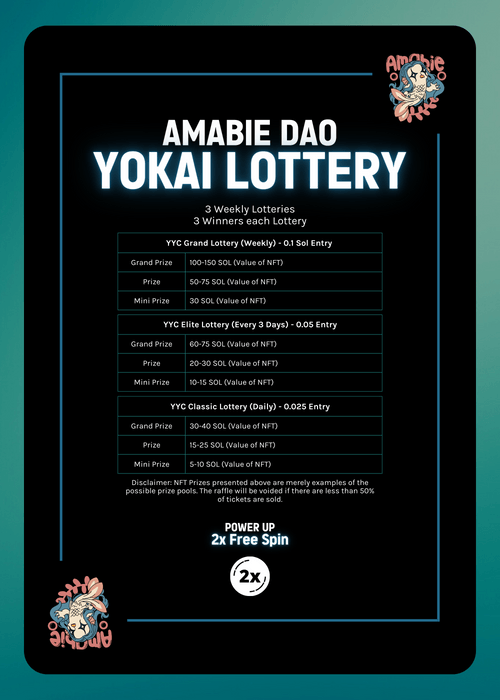 Amabie
AMABIE DAO
YOKAI LOTTERY
3 Weekly Lotteries
3 Winners each Lottery
YYC Grand Lottery (Weekly) - 0.1 Sol Entry
Grand Prize 100-150 SOL (Value of NFT)
Prize 50-75 SOL (Value of NFT)
Mini Prize 30 SOL (Value of NFT)
YYC Elite Lottery (Every 3 Days) - 0.05 Entry
Grand Prize 60-75 SOL (Value of NFT)
Prize 20-30 SOL (Value of NFT)
Mini Prize 10-15 SOL (Value of NFT)
YYC Classic Lottery (Daily) - 0.025 Entry
Grand Prize 30-40 SOL (Value of NFT)
Prize 15-25 SOL (Value of NFT)
Mini Prize 5-10 SOL (Value of NFT)
Disclaimer: NFT Prizes presented above are merely examples of the
possible prize pools. The raffle will be voided if there are less than 50%
of tickets are sold.
POWER UP
2x Free Spin
2x
Amabie